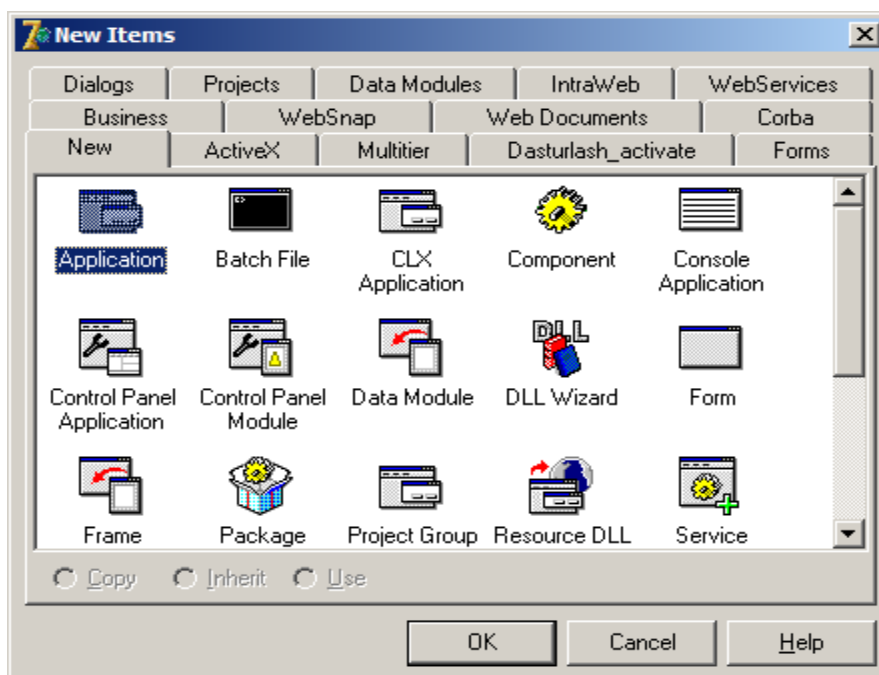 New Items
Dialogs Projects Data Modules IntraWeb WebServices
Business WebSnap Web Documents Corba
New ActiveX Multitier Dasturlash_activate Forms
Application Batch File CLX Application Component Console Application
Control Panel Application Control Panel Module Data Module DLL Wizard Form
Frame Package Project Group Resource DLL Service
Copy Inherit Use
OK Cancel Help